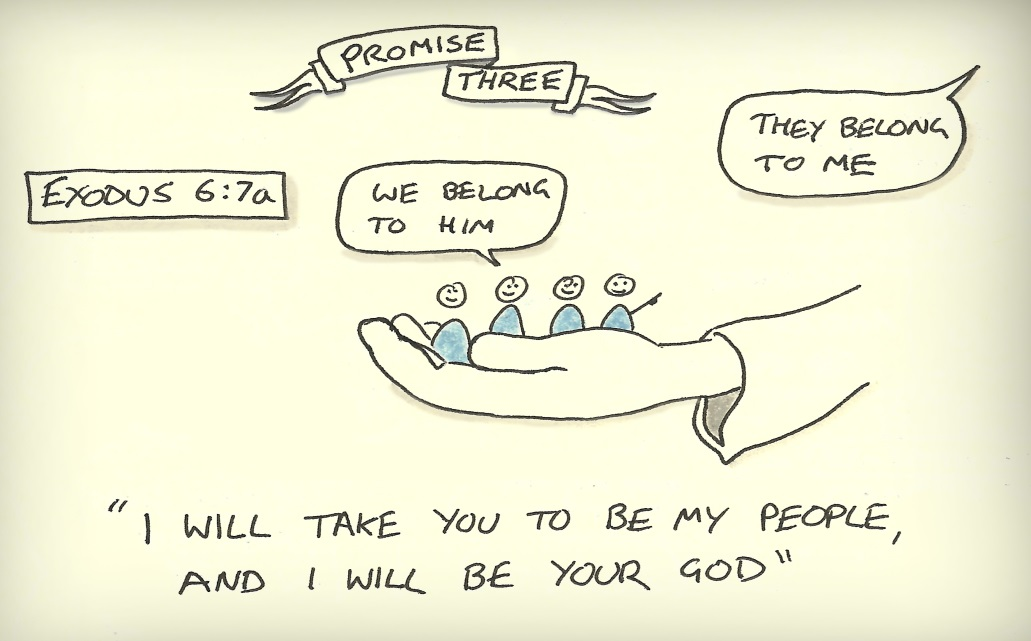 PROMISE
THREE
THEY BELONG
TO ME
EXODUS 6:7a
WE BELONG
TO HIM
"I WILL TAKE YOU TO BE MY PEOPLE,
AND I WILL BE YOUR GOD"